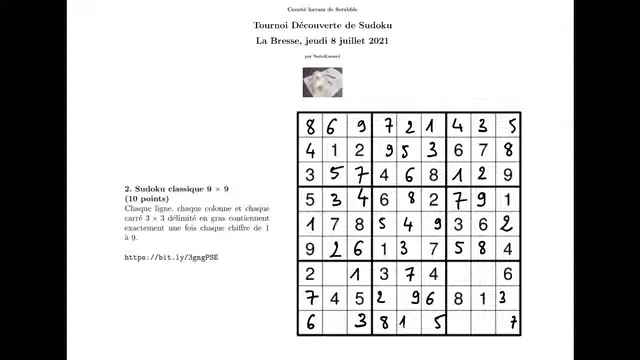 Comité lorrain de Scrabble
Tournoi Découverte de Sudoku
La Bresse, jeudi 8 juillet 2021
2. Sudoku classique 9 × 9
(10 points)
Chaque ligne, chaque colonne et chaque
carré 3 × 3 délimité en gras contiennent
exactement une fois chaque chiffre de 1
à 9.
https://bit.ly/3gngPSK
8 6 9 7 2 1 4 3 5
4 1 2 9 5 3 6 7 8
3 5 7 4 6 8 1 2 9
5 3 4 6 8 2 7 9 1
1 7 8 5 4 9 3 6 2
9 2 6 1 3 7 5 8 4
2 1 3 7 4 6
7 4 5 2 9 6 8 1 3
6 3 8 1 5 7